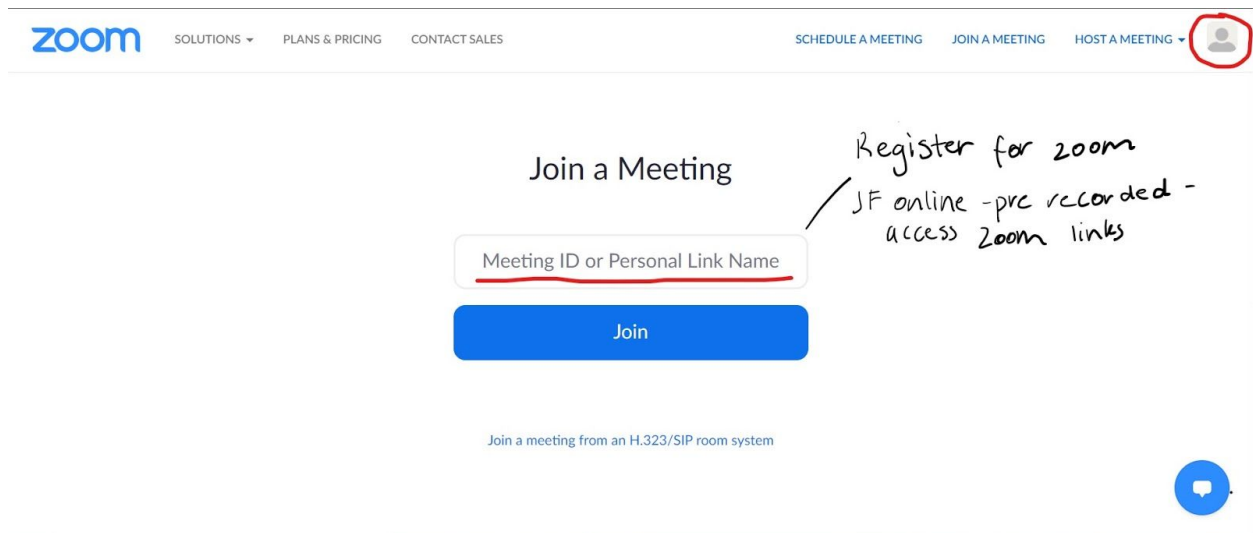 zoom SOLUTIONS PLANS & PRICING CONTACT SALES SCHEDULE A MEETING JOIN A MEETING HOST A MEETING
Join a Meeting
Register for zoom
JF online - pre recorded -
access zoom links
Meeting ID or Personal Link Name
Join
Join a meeting from an H.323/SIP room system